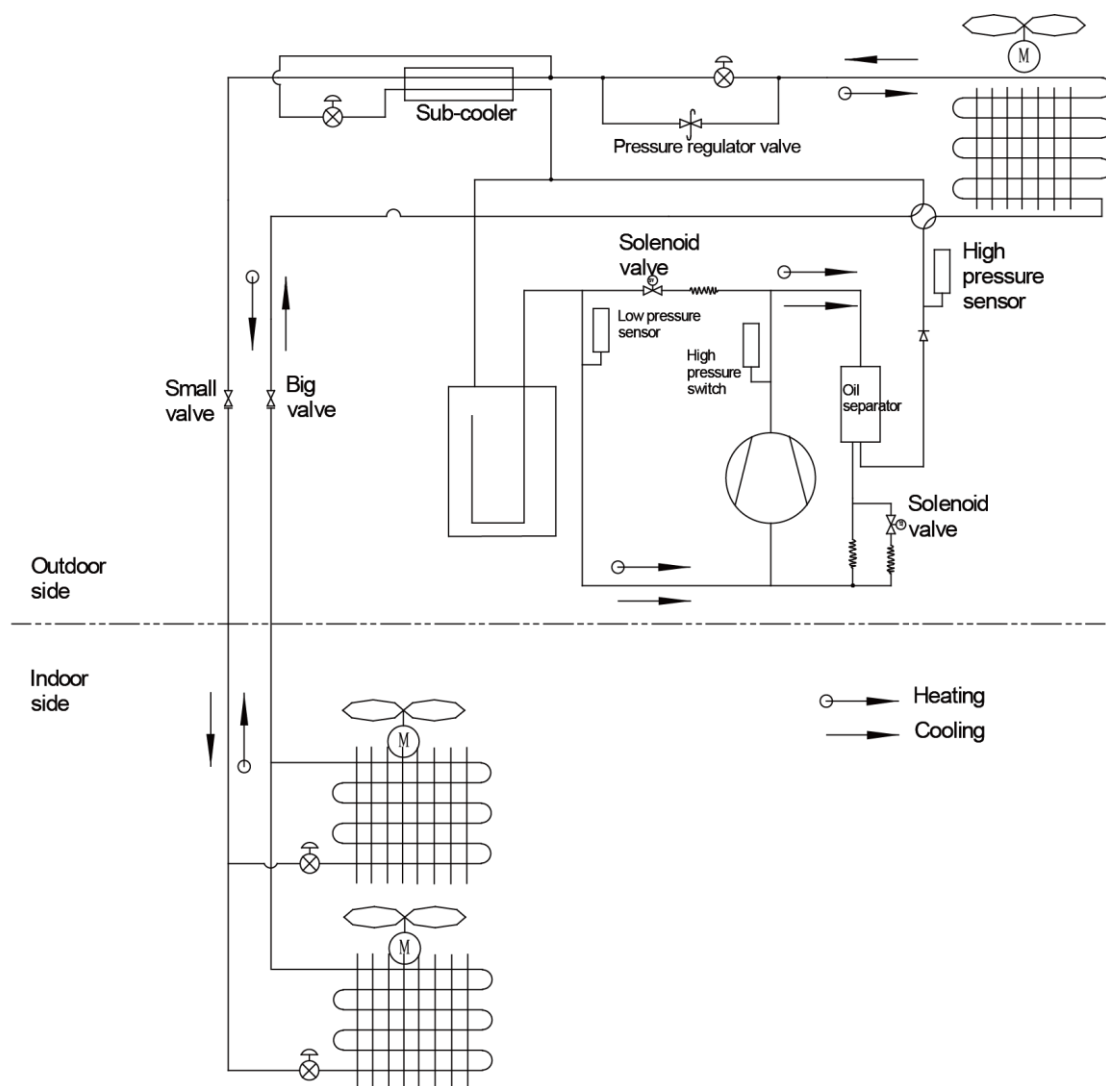 M
Sub-cooler
Pressure regulator valve
Solenoid
valve
High
pressure
sensor
Low pressure
sensor
High
pressure
switch
Small
valve
Big
valve
Oil
separator
Solenoid
valve
Outdoor
side
Indoor
side
Heating
Cooling
M
M